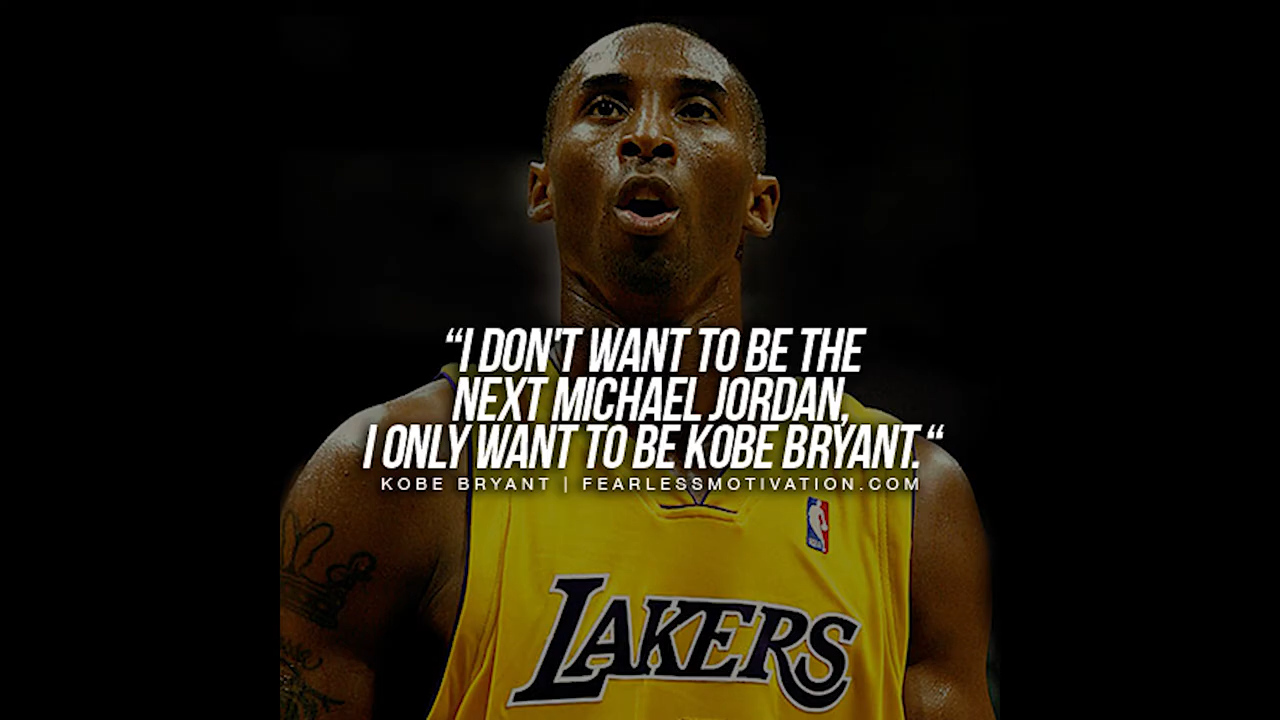 “I DON'T WANT TO BE THE
NEXT MICHAEL JORDAN,
I ONLY WANT TO BE KOBE BRYANT.“
KOBE BRYANT | FEARLESSMOTIVATION.COM
LAKERS